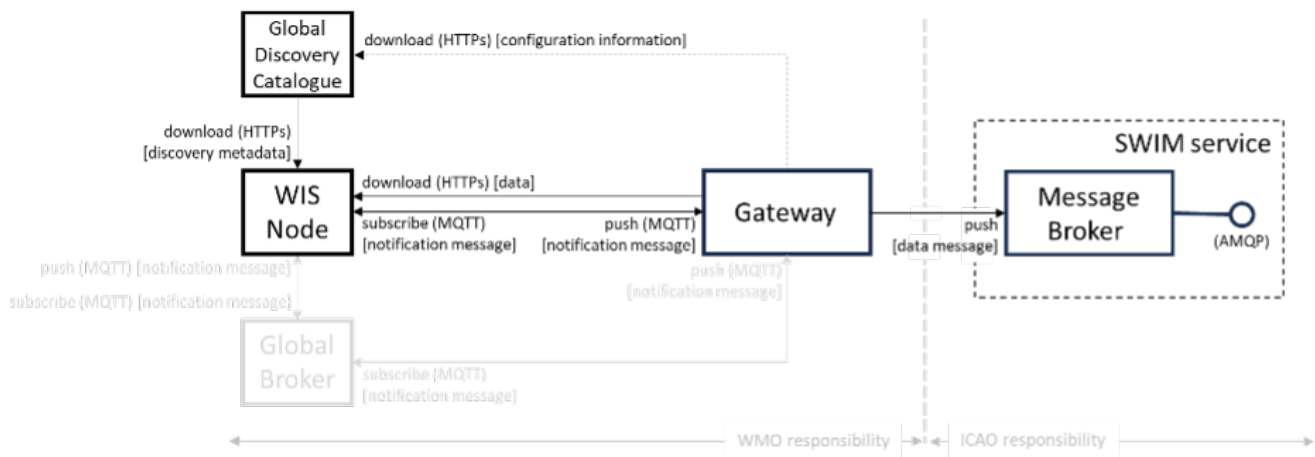 Global
Discovery
Catalogue
download (HTTPs) [configuration information]
download (HTTPs)
[discovery metadata]
SWIM service
WIS
Node
download (HTTPs) [data]
subscribe (MQTT)
[notification message]
push (MQTT)
[notification message]
Gateway
push
[data message]
Message
Broker
(AMQP)
push (MQTT) [notification message]
subscribe (MQTT) [notification message]
push (MQTT)
[notification message]
Global
Broker
subscribe (MQTT)
[notification message]
WMO responsibility
ICAO responsibility